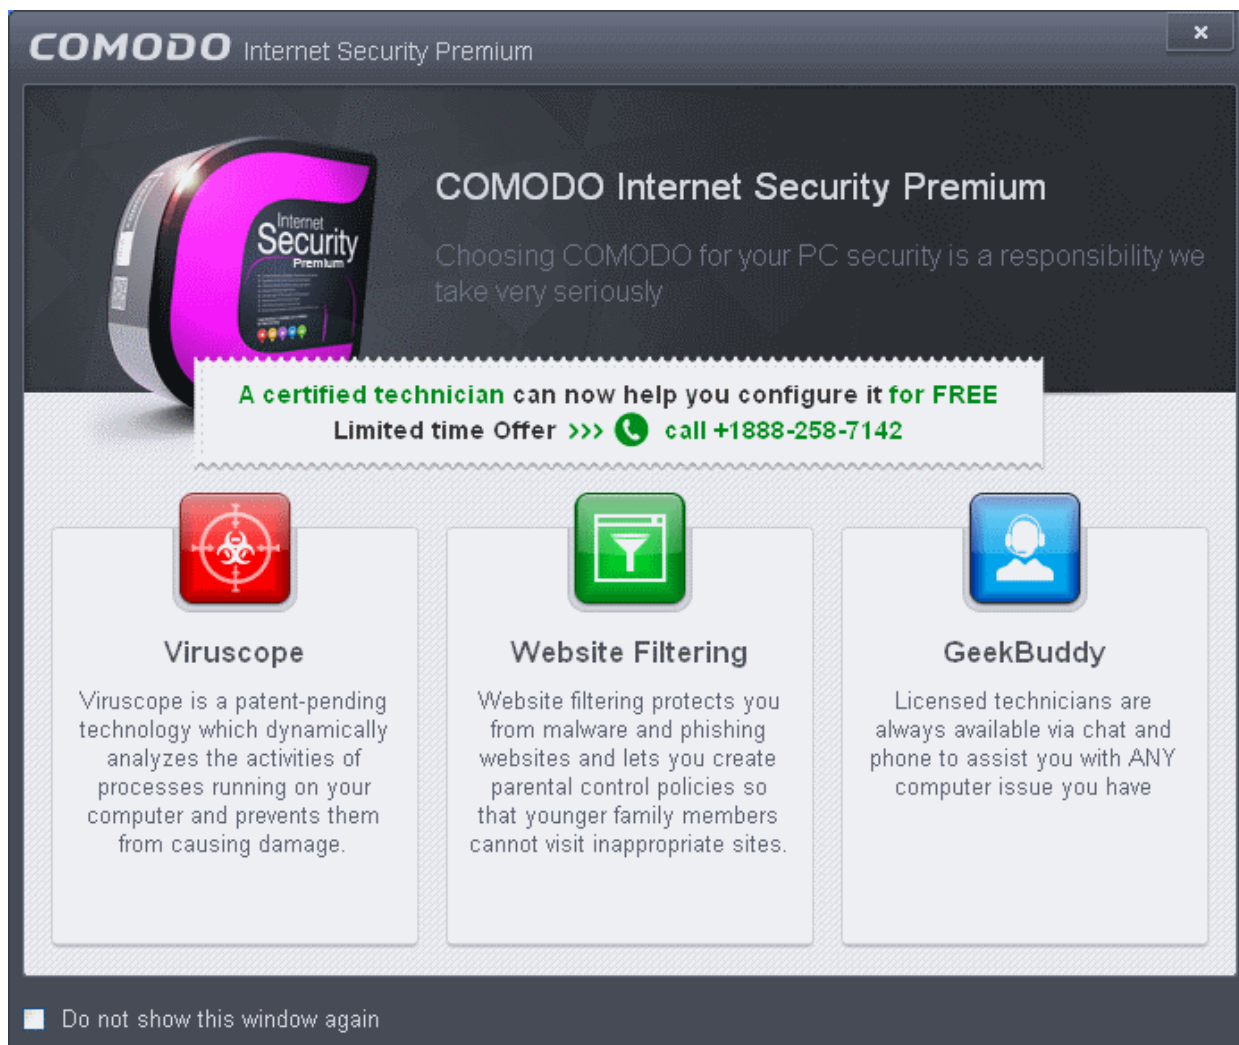 COMODO Internet Security Premium
COMODO Internet Security Premium
Choosing COMODO for your PC security is a responsibility we
take very seriously
Internet
Security
Premium
A certified technician can now help you configure it for FREE
Limited time Offer >>> call +1888-258-7142
Viruscope
Viruscope is a patent-pending
technology which dynamically
analyzes the activities of
processes running on your
computer and prevents them
from causing damage.
Website Filtering
Website filtering protects you
from malware and phishing
websites and lets you create
parental control policies so
that younger family members
cannot visit inappropriate sites.
GeekBuddy
Licensed technicians are
always available via chat and
phone to assist you with ANY
computer issue you have
Do not show this window again